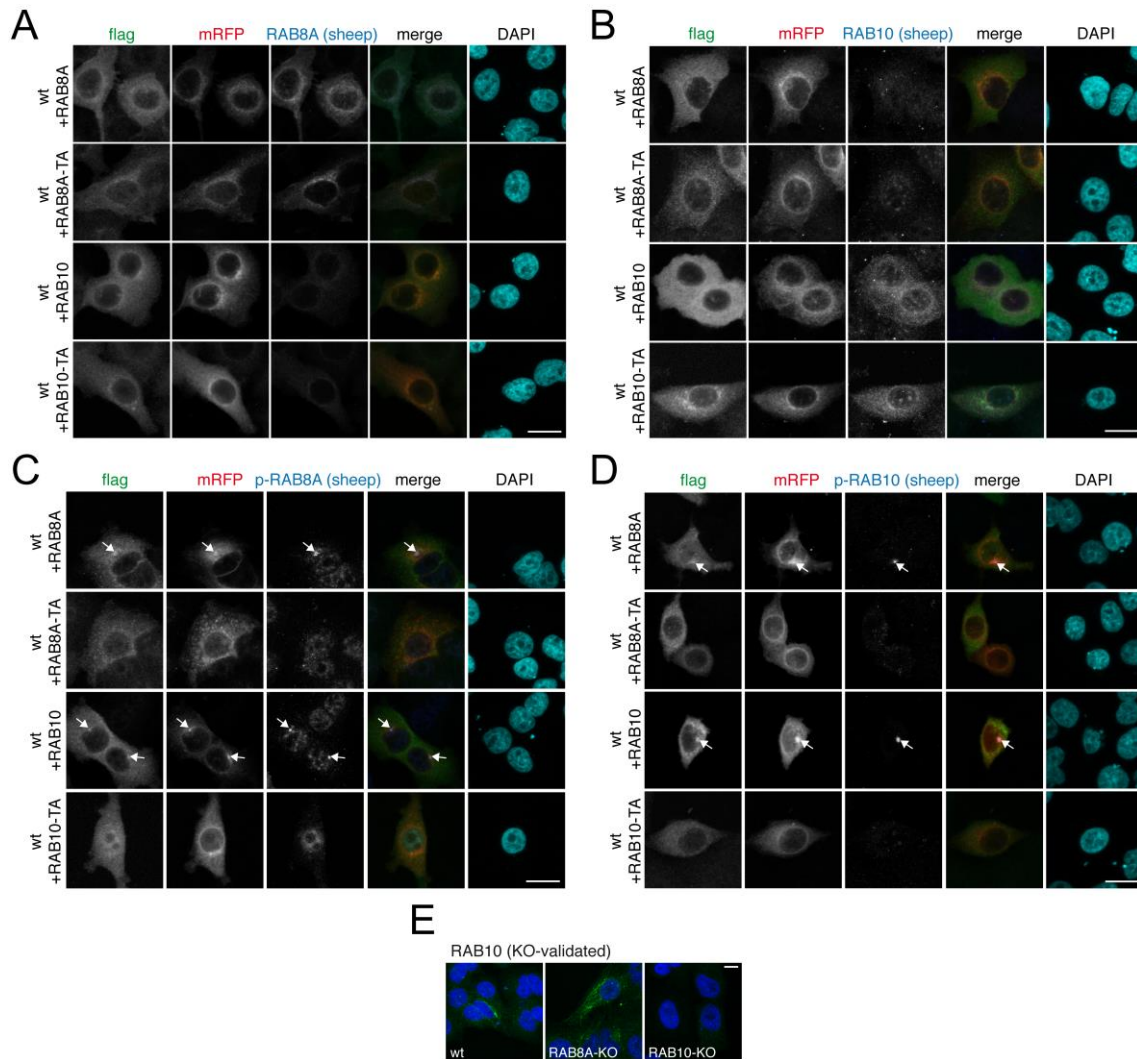 A
flag mRFP RAB8A (sheep) merge DAPI
wt
+RAB8A
wt
+RAB8A-TA
wt
+RAB10
wt
+RAB10-TA
B
flag mRFP RAB10 (sheep) merge DAPI
wt
+RAB8A
wt
+RAB8A-TA
wt
+RAB10
wt
+RAB10-TA
C
flag mRFP p-RAB8A (sheep) merge DAPI
wt
+RAB8A
wt
+RAB8A-TA
wt
+RAB10
wt
+RAB10-TA
D
flag mRFP p-RAB10 (sheep) merge DAPI
wt
+RAB8A
wt
+RAB8A-TA
wt
+RAB10
wt
+RAB10-TA
E
RAB10 (KO-validated)
wt RAB8A-KO RAB10-KO